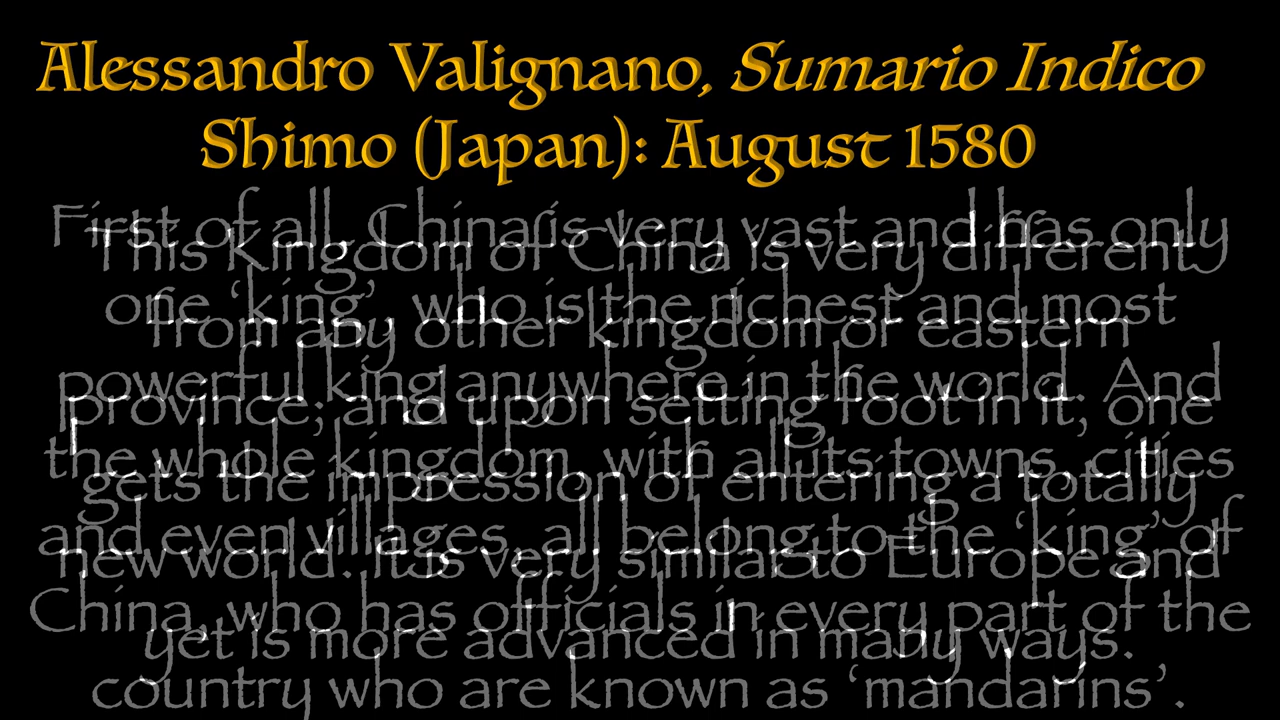 Alessandro Valignano, Sumario Indico
Shimo (Japan): August 1580
First of all, China is very vast and has only
This Kingdom of China is very different
one ‘king’, who is the richest and most
from any other kingdom or eastern
powerful king anywhere in the world. And
province; and upon setting foot in it, one
the whole kingdom, with all its towns, cities
gets the impression of entering a totally
and even villages, all belong to the ‘king’ of
new world. It is very similar to Europe and
China, who has officials in every part of the
yet is more advanced in many ways.
country who are known as ‘mandarins’.